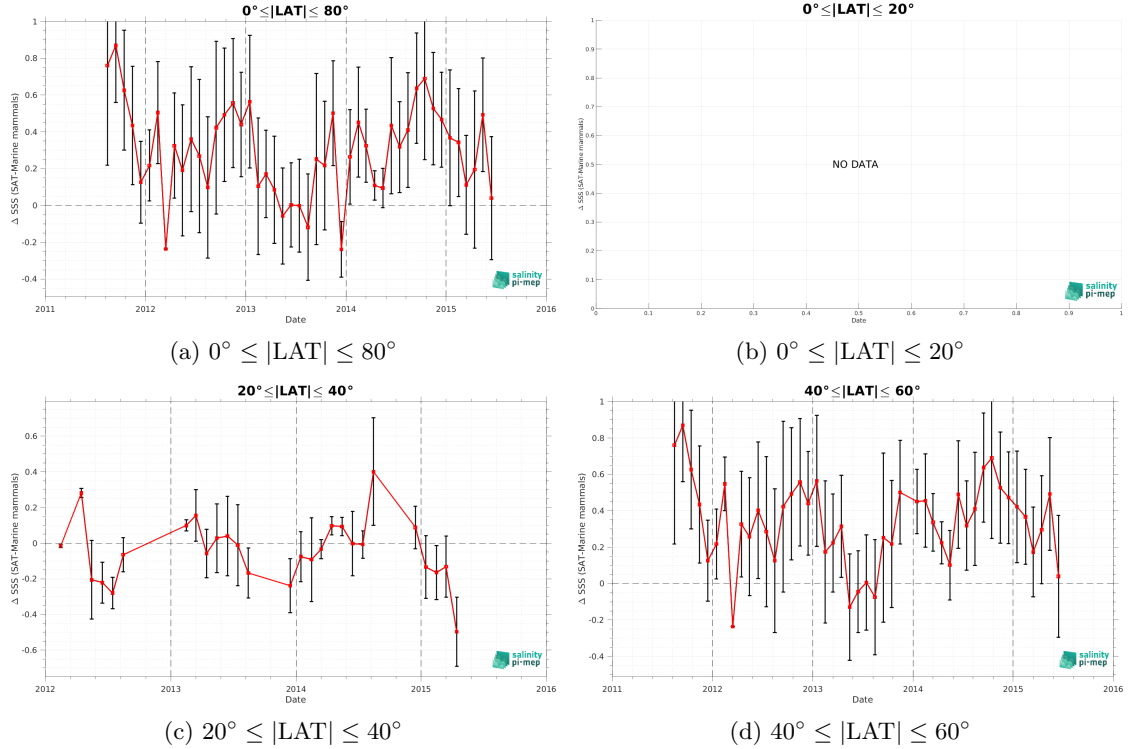 0°≤|LAT|≤ 80°
Δ SSS (SAT-Marine mammals)
1
0.8
0.6
0.4
0.2
0
-0.2
-0.4
2011 2012 2013 2014 2015 2016
Date
salinity
pi-mep
(a) 0° ≤ |LAT| ≤ 80°
0°≤|LAT|≤ 20°
Δ SSS (SAT-Marine mammals)
1
0.9
0.8
0.7
0.6
0.5
0.4
0.3
0.2
0.1
0
NO DATA
0 0.1 0.2 0.3 0.4 0.5 0.6 0.7 0.8 0.9 1
Date
salinity
pi-mep
(b) 0° ≤ |LAT| ≤ 20°
20°≤|LAT|≤ 40°
Δ SSS (SAT-Marine mammals)
0.6
0.4
0.2
0
-0.2
-0.4
-0.6
2012 2013 2014 2015 2016
Date
salinity
pi-mep
(c) 20° ≤ |LAT| ≤ 40°
40°≤|LAT|≤ 60°
Δ SSS (SAT-Marine mammals)
1
0.8
0.6
0.4
0.2
0
-0.2
-0.4
2011 2012 2013 2014 2015 2016
Date
salinity
pi-mep
(d) 40° ≤ |LAT| ≤ 60°